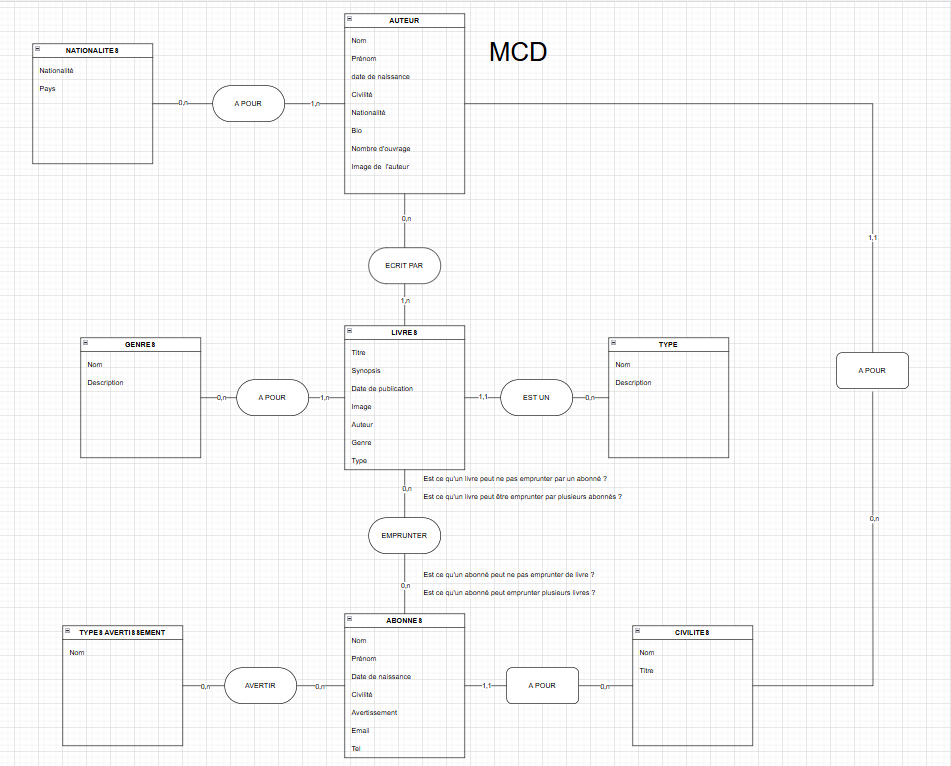 MCD
AUTEUR
Nom
Prénom
date de naissance
Civilité
Nationalité
Bio
Nombre d'ouvrage
Image de l'auteur
NATIONALITES
Nationalité
Pays
0,n
A POUR
1,n
0,n
ECRIT PAR
1,n
1,1
A POUR
0,n
GENRES
Nom
Description
0,n
A POUR
1,n
LIVRES
Titre
Synopsis
Date de publication
Image
Auteur
Genre
Type
1,1
EST UN
0,n
TYPE
Nom
Description
0,n
Est ce qu'un livre peut ne pas emprunter par un abonné ?
Est ce qu'un livre peut être emprunter par plusieurs abonnés ?
EMPRUNTER
0,n
Est ce qu'un abonné peut ne pas emprunter de livre ?
Est ce qu'un abonné peut emprunter plusieurs livres ?
TYPES AVERTISSEMENT
Nom
0,n
AVERTIR
0,n
ABONNES
Nom
Prénom
Date de naissance
Civilité
Avertissement
Email
Tel
1,1
A POUR
0,n
CIVILITES
Nom
Titre